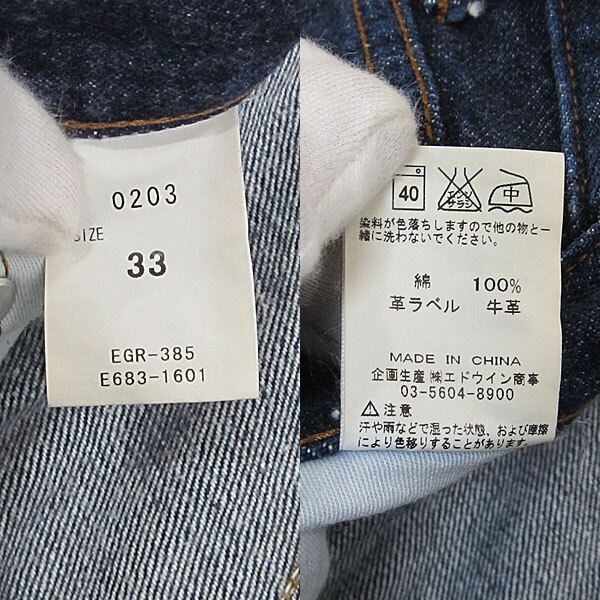 0203
SIZE
33
EGR-385
E683-1601
40
エンソ
サラシ
中
染料が色落ちしますので他の物と一
緒に洗わないでください。
綿 100%
革ラベル 牛革
MADE IN CHINA
企画生産 ㈱エドウイン商事
03-5604-8900
⚠注意
汗や雨などで湿った状態、および摩擦
により色移りすることがあります。